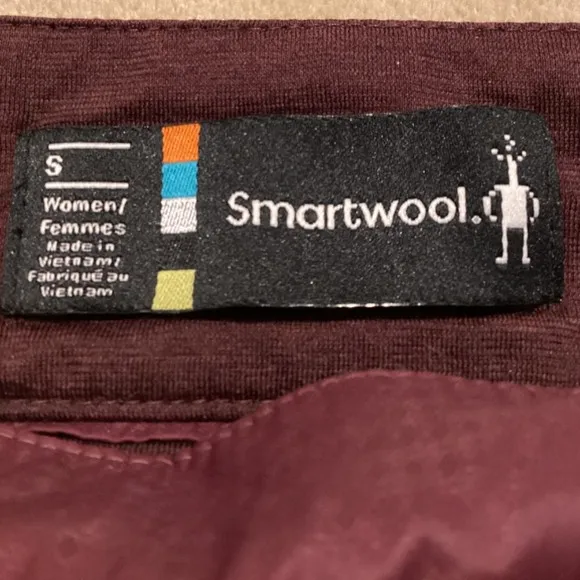 S
Women/
Femmes
Made in
Vietnam/
Fabriqué au
Vietnam
Smartwool.